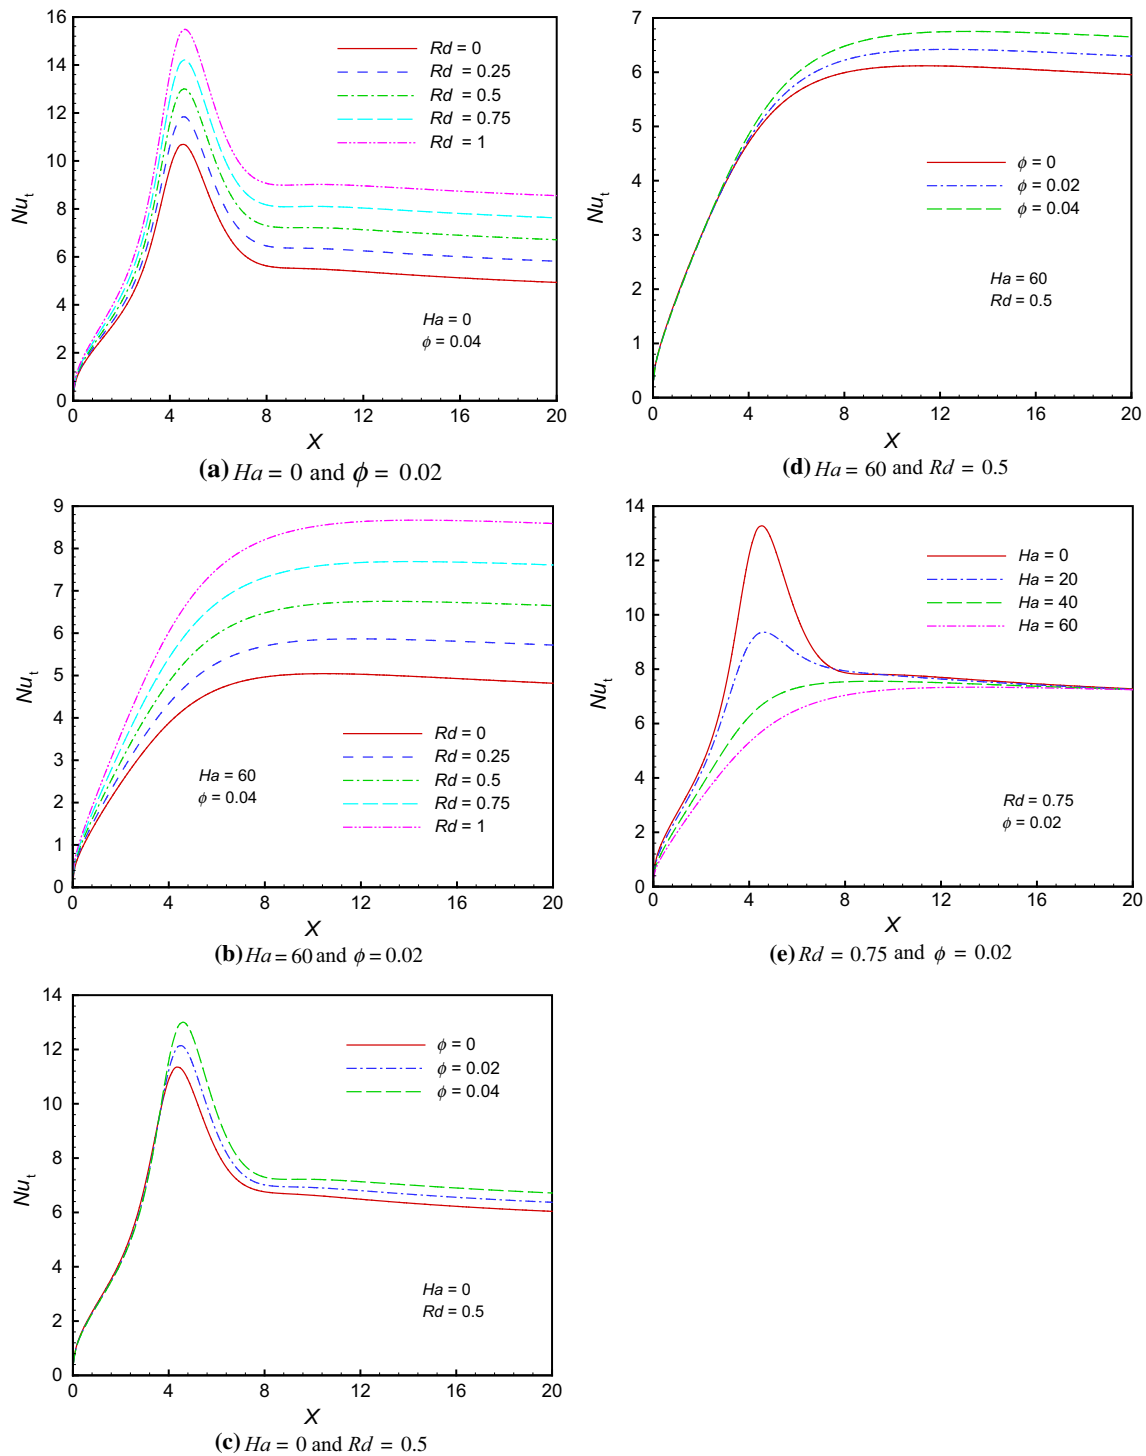 16
14
12
10
8
6
4
2
0
Nu_t
Rd = 0
Rd = 0.25
Rd = 0.5
Rd = 0.75
Rd = 1
Ha = 0
ϕ = 0.04
0 4 8 12 16 20
X
(a) Ha = 0 and ϕ = 0.02
9
8
7
6
5
4
3
2
1
0
Nu_t
Rd = 0
Rd = 0.25
Rd = 0.5
Rd = 0.75
Rd = 1
Ha = 60
ϕ = 0.04
0 4 8 12 16 20
X
(b) Ha = 60 and ϕ = 0.02
14
12
10
8
6
4
2
0
Nu_t
ϕ = 0
ϕ = 0.02
ϕ = 0.04
Ha = 0
Rd = 0.5
0 4 8 12 16 20
X
(c) Ha = 0 and Rd = 0.5
7
6
5
4
3
2
1
0
Nu_t
ϕ = 0
ϕ = 0.02
ϕ = 0.04
Ha = 60
Rd = 0.5
0 4 8 12 16 20
X
(d) Ha = 60 and Rd = 0.5
14
12
10
8
6
4
2
0
Nu_t
Ha = 0
Ha = 20
Ha = 40
Ha = 60
Rd = 0.75
ϕ = 0.02
0 4 8 12 16 20
X
(e) Rd = 0.75 and ϕ = 0.02